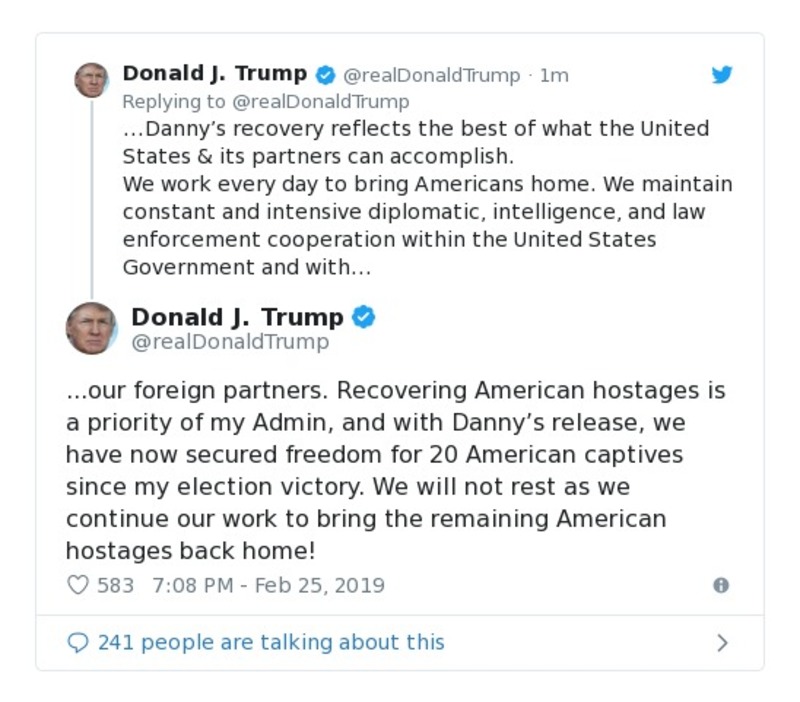 Donald J. Trump @realDonaldTrump · 1m
Replying to @realDonaldTrump
…Danny’s recovery reflects the best of what the United
States & its partners can accomplish.
We work every day to bring Americans home. We maintain
constant and intensive diplomatic, intelligence, and law
enforcement cooperation within the United States
Government and with…
Donald J. Trump
@realDonaldTrump
...our foreign partners. Recovering American hostages is
a priority of my Admin, and with Danny’s release, we
have now secured freedom for 20 American captives
since my election victory. We will not rest as we
continue our work to bring the remaining American
hostages back home!
583 7:08 PM - Feb 25, 2019
241 people are talking about this